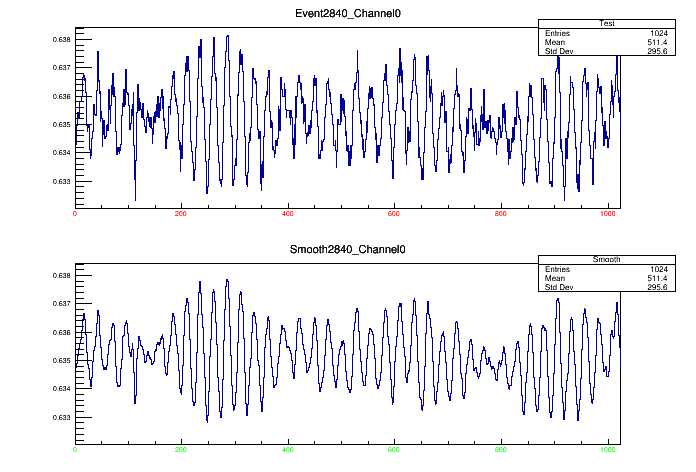 Event2840_Channel0
Test
Entries 1024
Mean 511.4
Std Dev 295.6
0.638
0.637
0.636
0.635
0.634
0.633
0 200 400 600 800 1000
Smooth2840_Channel0
Smooth
Entries 1024
Mean 511.4
Std Dev 295.6
0.638
0.637
0.636
0.635
0.634
0.633
0 200 400 600 800 1000